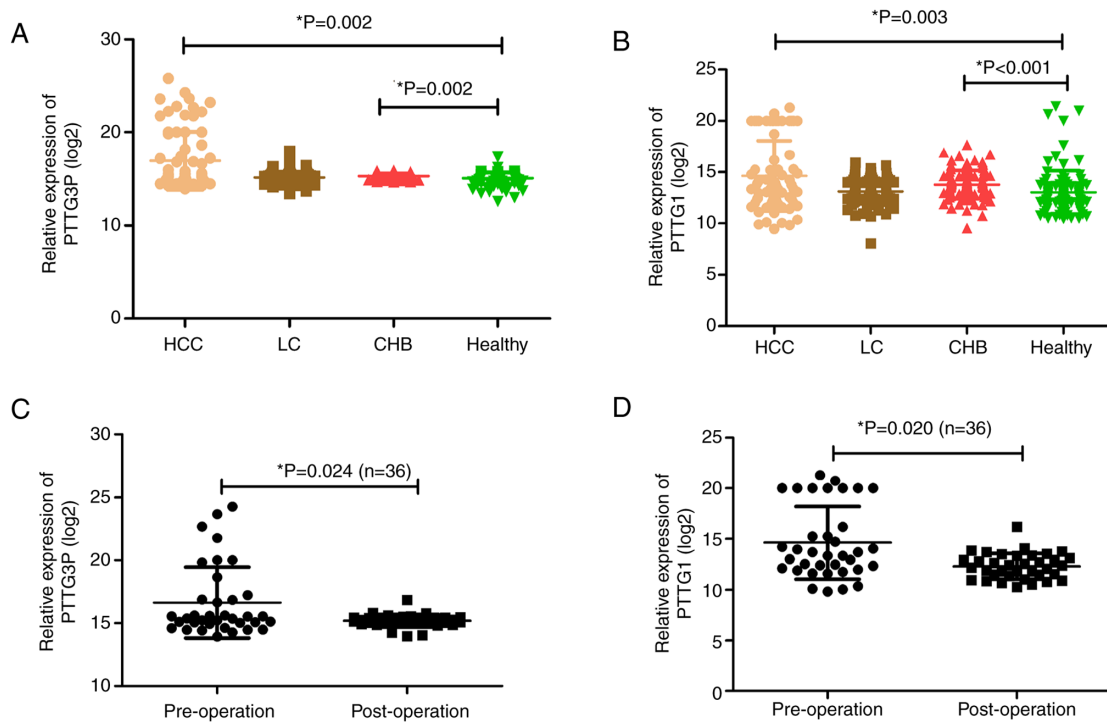 A
*P=0.002
*P=0.002
Relative expression of
PTTG3P (log2)
30
20
10
0
HCC LC CHB Healthy
B
*P=0.003
*P<0.001
Relative expression of
PTTG1 (log2)
25
20
15
10
5
0
HCC LC CHB Healthy
C
*P=0.024 (n=36)
Relative expression of
PTTG3P (log2)
30
25
20
15
10
Pre-operation Post-operation
D
*P=0.020 (n=36)
Relative expression of
PTTG1 (log2)
25
20
15
10
5
0
Pre-operation Post-operation